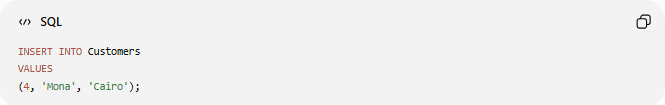 SQL
INSERT INTO Customers
VALUES
(4, 'Mona', 'Cairo');